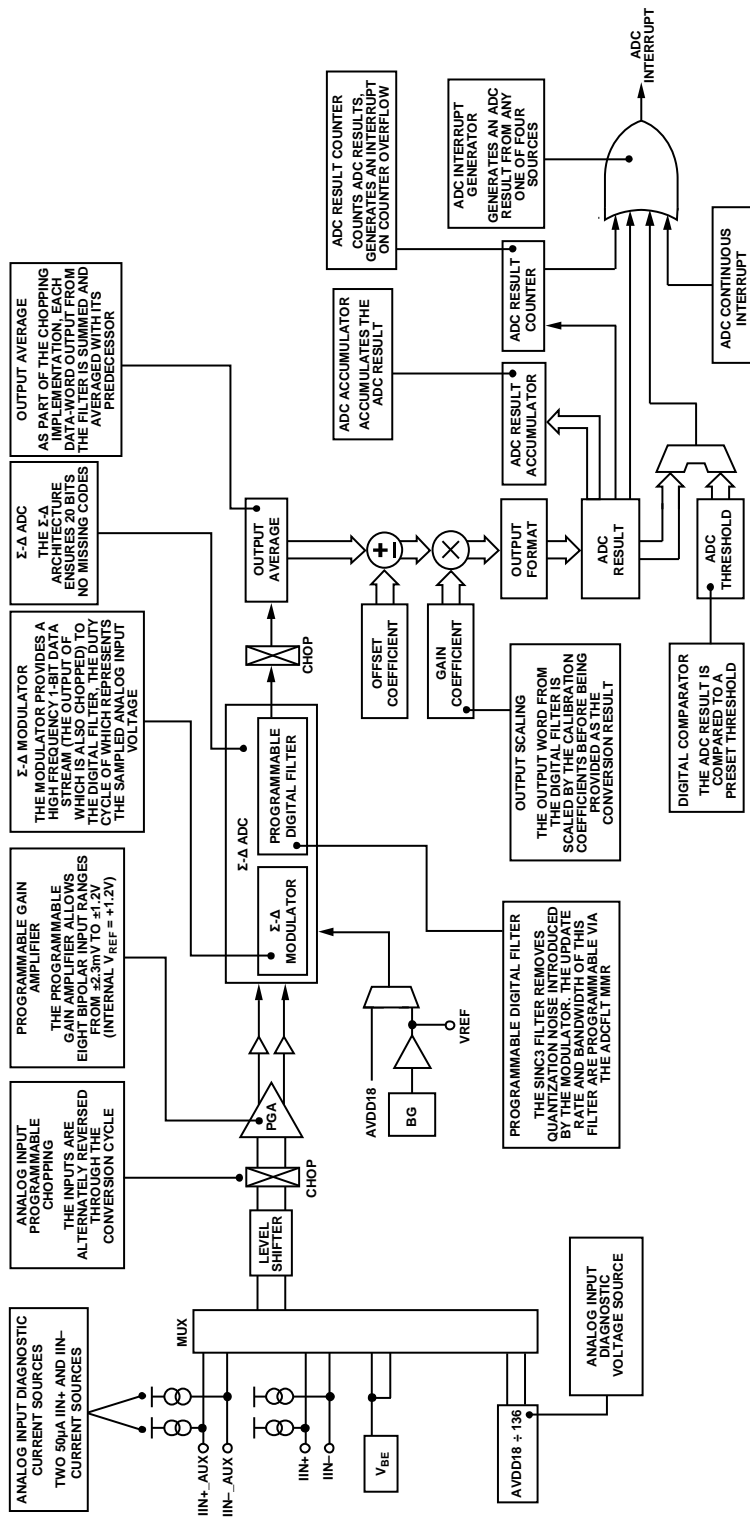 ANALOG INPUT DIAGNOSTIC
CURRENT SOURCES
TWO 50µA IIN+ AND IIN–
CURRENT SOURCES
ANALOG INPUT
PROGRAMMABLE
CHOPPING
THE INPUTS ARE
ALTERNATELY REVERSED
THROUGH THE
CONVERSION CYCLE
PROGRAMMABLE GAIN
AMPLIFIER
THE PROGRAMMABLE
GAIN AMPLIFIER ALLOWS
EIGHT BIPOLAR INPUT RANGES
FROM ±2.3mV TO ±1.2V
(INTERNAL VREF = +1.2V)
Σ-Δ MODULATOR
THE MODULATOR PROVIDES A
HIGH FREQUENCY 1-BIT DATA
STREAM (THE OUTPUT OF
WHICH IS ALSO CHOPPED) TO
THE DIGITAL FILTER, THE DUTY
CYCLE OF WHICH REPRESENTS
THE SAMPLED ANALOG INPUT
VOLTAGE
Σ-Δ ADC
THE Σ-Δ
ARCHITECTURE
ENSURES 20 BITS
NO MISSING CODES
OUTPUT AVERAGE
AS PART OF THE CHOPPING
IMPLEMENTATION, EACH
DATA-WORD OUTPUT FROM
THE FILTER IS SUMMED AND
AVERAGED WITH ITS
PREDECESSOR
IIN+_AUX
IIN–_AUX
IIN+
IIN–
VBE
AVDD18 ÷ 136
MUX
LEVEL
SHIFTER
CHOP
PGA
Σ-Δ ADC
Σ-Δ
MODULATOR
PROGRAMMABLE
DIGITAL FILTER
CHOP
OUTPUT
AVERAGE
AVDD18
BG
VREF
ANALOG INPUT
DIAGNOSTIC
VOLTAGE SOURCE
PROGRAMMABLE DIGITAL FILTER
THE SINC3 FILTER REMOVES
QUANTIZATION NOISE INTRODUCED
BY THE MODULATOR. THE UPDATE
RATE AND BANDWIDTH OF THIS
FILTER ARE PROGRAMMABLE VIA
THE ADCFLT MMR
OFFSET
COEFFICIENT
GAIN
COEFFICIENT
OUTPUT SCALING
THE OUTPUT WORD FROM
THE DIGITAL FILTER IS
SCALED BY THE CALIBRATION
COEFFICIENTS BEFORE BEING
PROVIDED AS THE
CONVERSION RESULT
OUTPUT
FORMAT
ADC
RESULT
ADC
THRESHOLD
DIGITAL COMPARATOR
THE ADC RESULT IS
COMPARED TO A
PRESET THRESHOLD
ADC ACCUMULATOR
ACCUMULATES THE
ADC RESULT
ADC RESULT
ACCUMULATOR
ADC RESULT COUNTER
COUNTS ADC RESULTS,
GENERATES AN INTERRUPT
ON COUNTER OVERFLOW
ADC RESULT
COUNTER
ADC INTERRUPT
GENERATOR
GENERATES AN ADC
RESULT FROM ANY
ONE OF FOUR
SOURCES
ADC CONTINUOUS
INTERRUPT
ADC
INTERRUPT